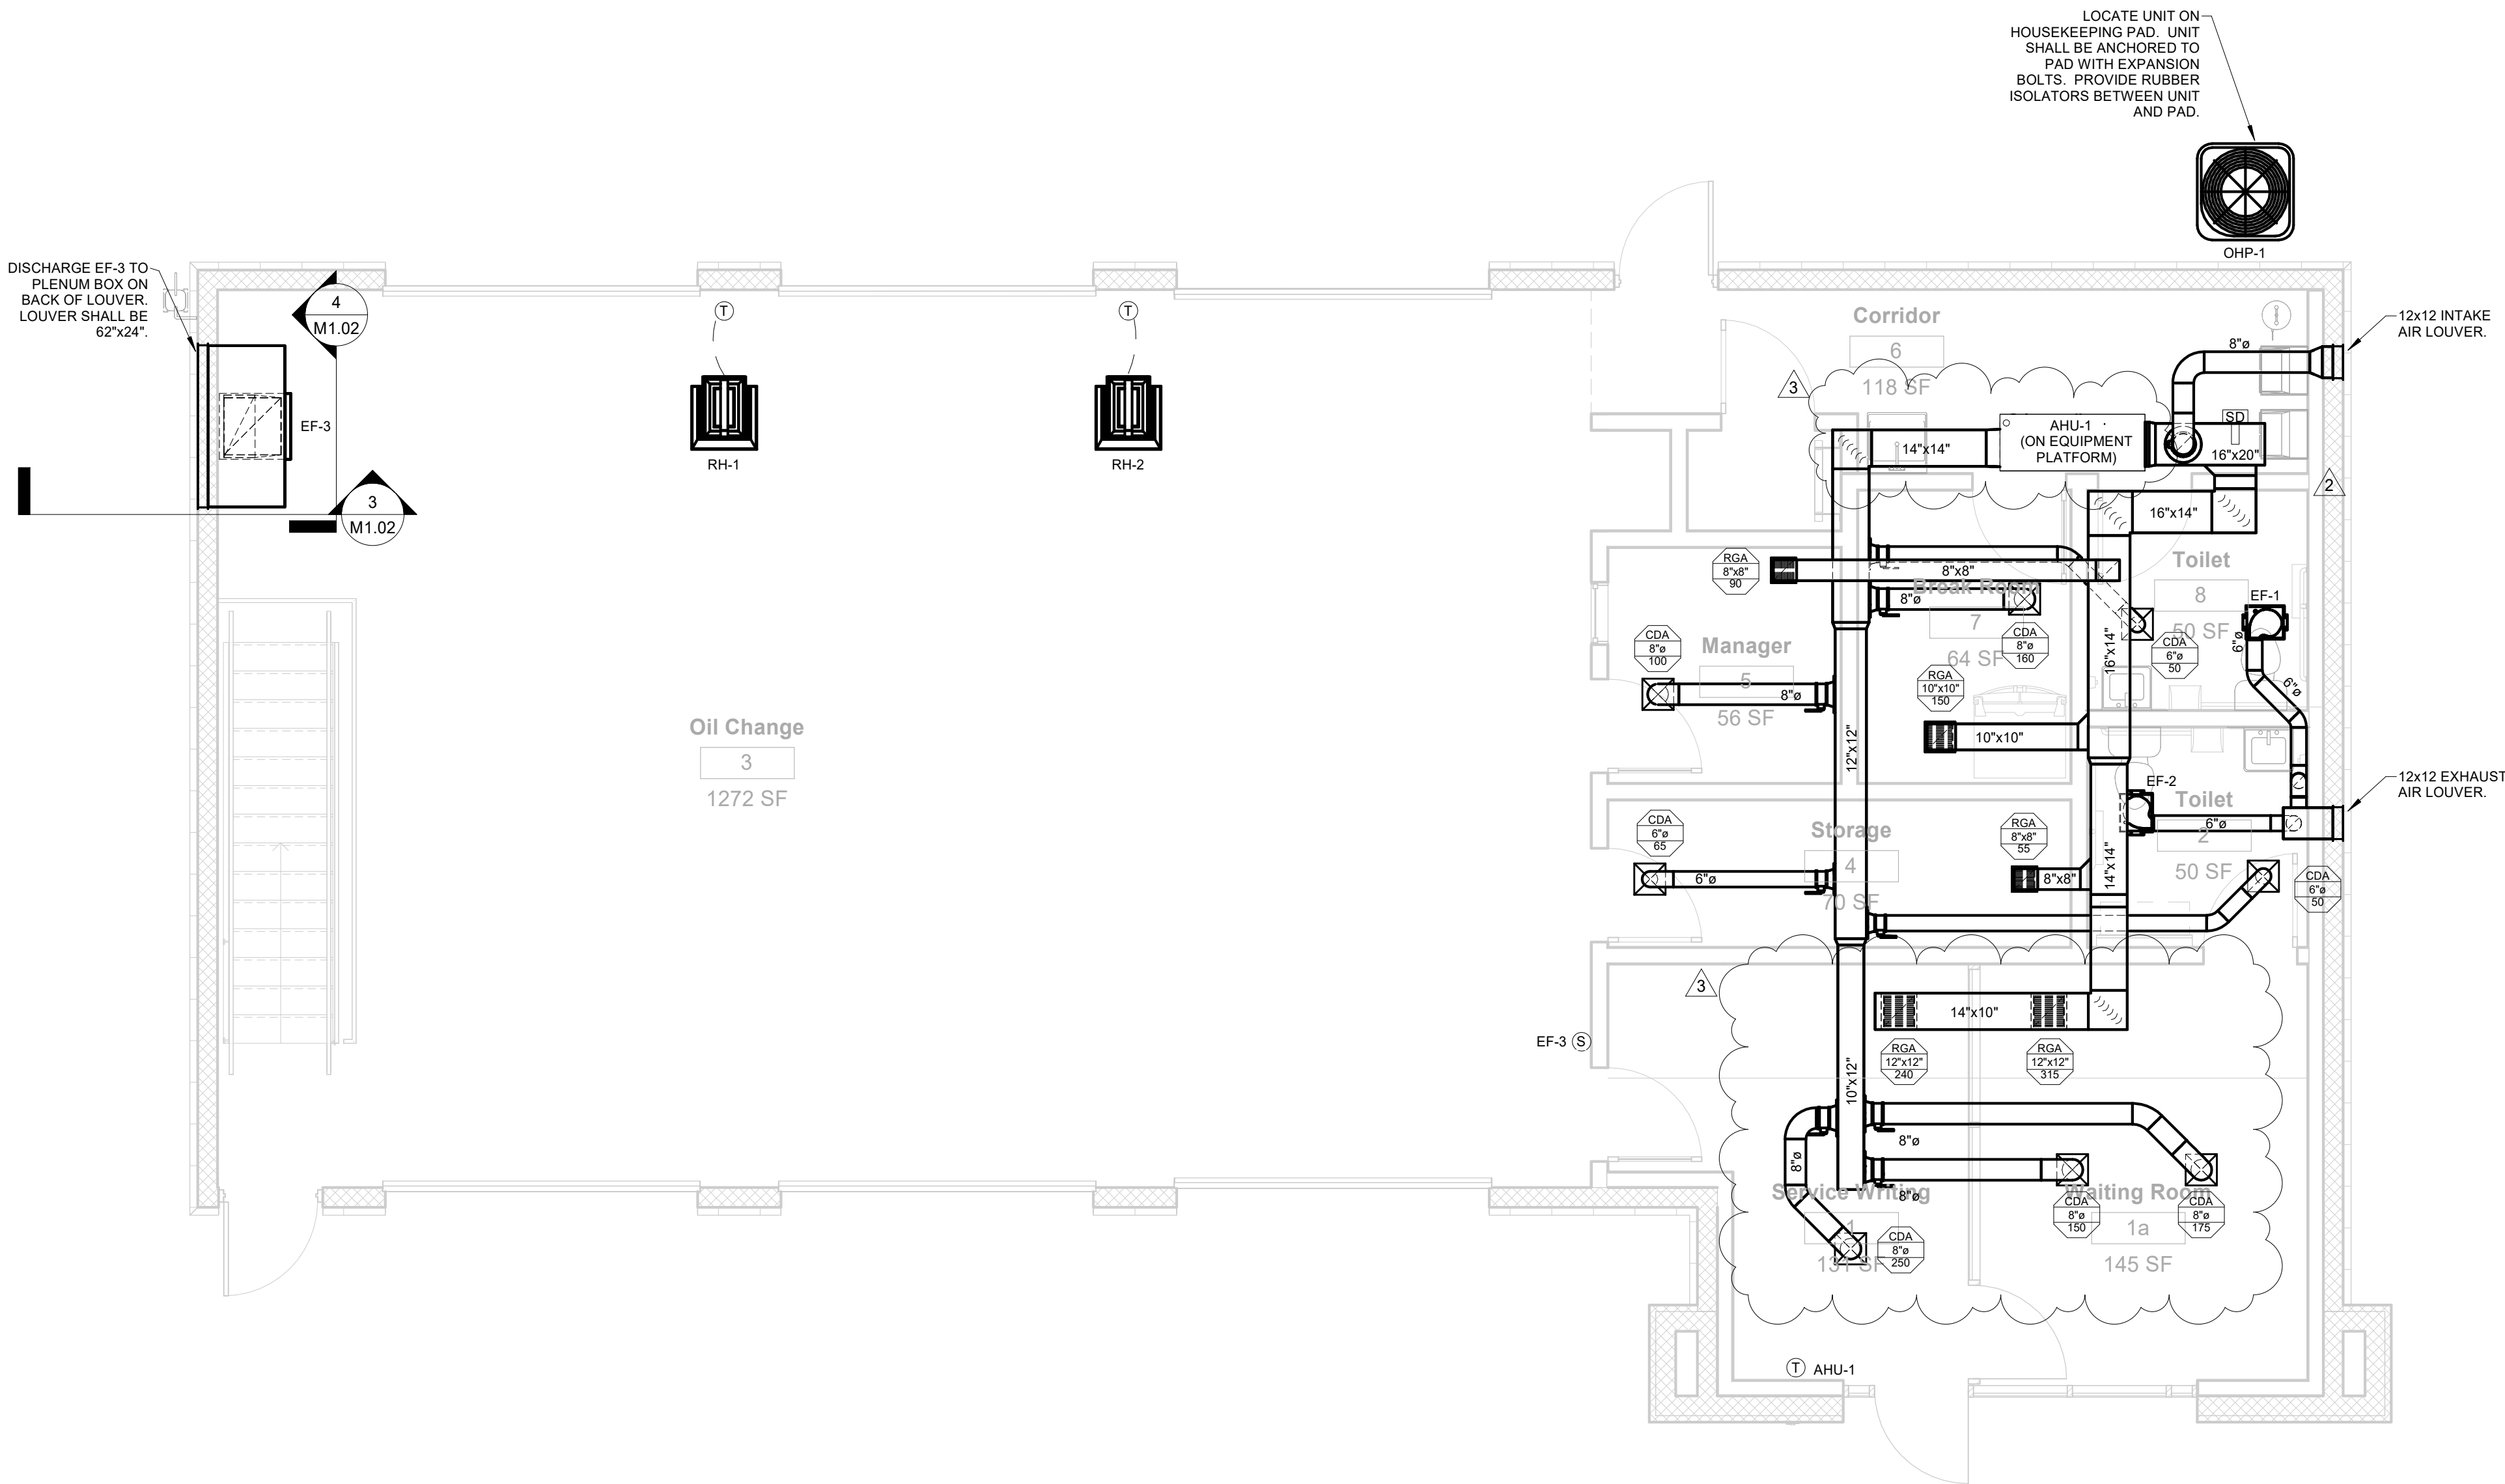 LOCATE UNIT ON
HOUSEKEEPING PAD. UNIT
SHALL BE ANCHORED TO
PAD WITH EXPANSION
BOLTS. PROVIDE RUBBER
ISOLATORS BETWEEN UNIT
AND PAD.
OHP-1
DISCHARGE EF-3 TO
PLENUM BOX ON
BACK OF LOUVER.
LOUVER SHALL BE
62"x24".
4
M1.02
EF-3
3
M1.02
T
RH-1
T
RH-2
Oil Change
3
1272 SF
Corridor
6
118 SF
3
8"ø
12x12 INTAKE
AIR LOUVER.
14"x14"
AHU-1
(ON EQUIPMENT
PLATFORM)
SD
16"x20"
2
16"x14"
RGA
8"x8"
90
8"x8"
Break Room
7
64 SF
8"ø
CDA
8"ø
160
Toilet
8
50 SF
EF-1
6"ø
6"ø
16"x14"
CDA
6"ø
50
CDA
8"ø
100
Manager
5
56 SF
8"ø
RGA
10"x10"
150
10"x10"
12"x12"
EF-2
Toilet
2
50 SF
6"ø
12x12 EXHAUST
AIR LOUVER.
CDA
6"ø
65
Storage
4
70 SF
6"ø
RGA
8"x8"
55
8"x8"
14"x14"
CDA
6"ø
50
3
EF-3 S
14"x10"
RGA
12"x12"
240
RGA
12"x12"
315
10"x12"
8"ø
8"ø
8"ø
Service Writing
1
131 SF
CDA
8"ø
250
Waiting Room
1a
145 SF
CDA
8"ø
150
CDA
8"ø
175
T AHU-1